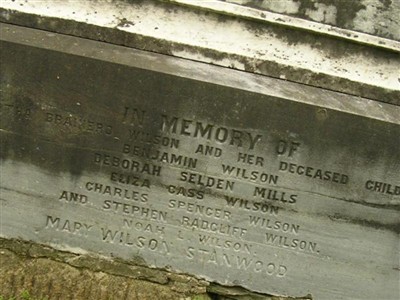 IN MEMORY OF
WILSON AND HER DECEASED CHILD
BENJAMIN WILSON
DEBORAH SELDEN MILLS
ELIZA CASS WILSON
CHARLES SPENCER WILSON
AND STEPHEN RADCLIFF WILSON.
NOAH L WILSON
MARY WILSON STANWOOD